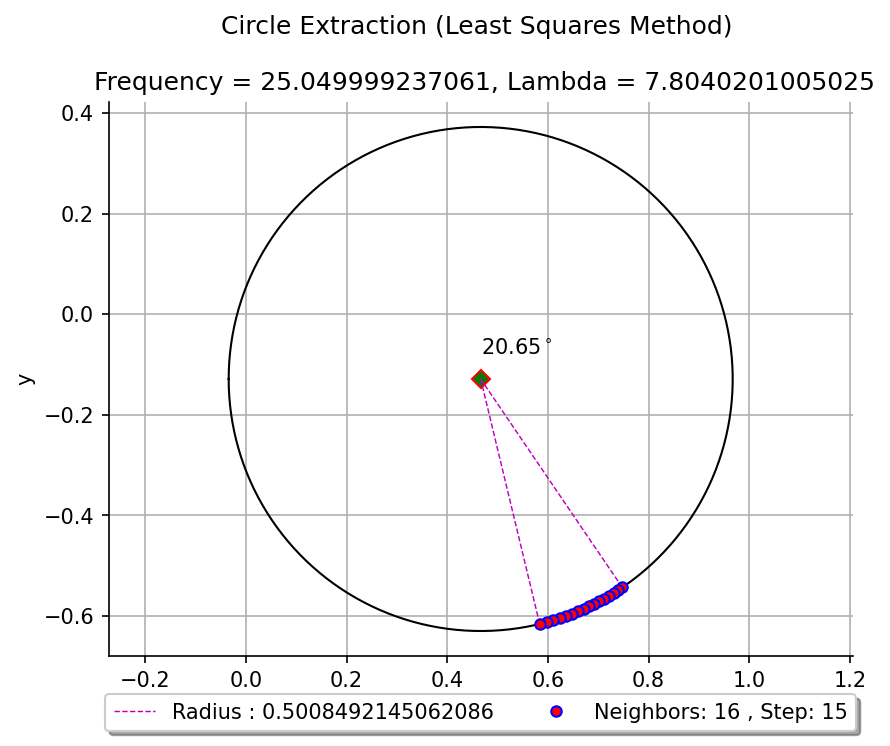 Circle Extraction (Least Squares Method)
Frequency = 25.049999237061, Lambda = 7.8040201005025
0.4
0.2
0.0
−0.2
−0.4
−0.6
y
20.65°
−0.2 0.0 0.2 0.4 0.6 0.8 1.0 1.2
Radius : 0.5008492145062086 Neighbors: 16 , Step: 15